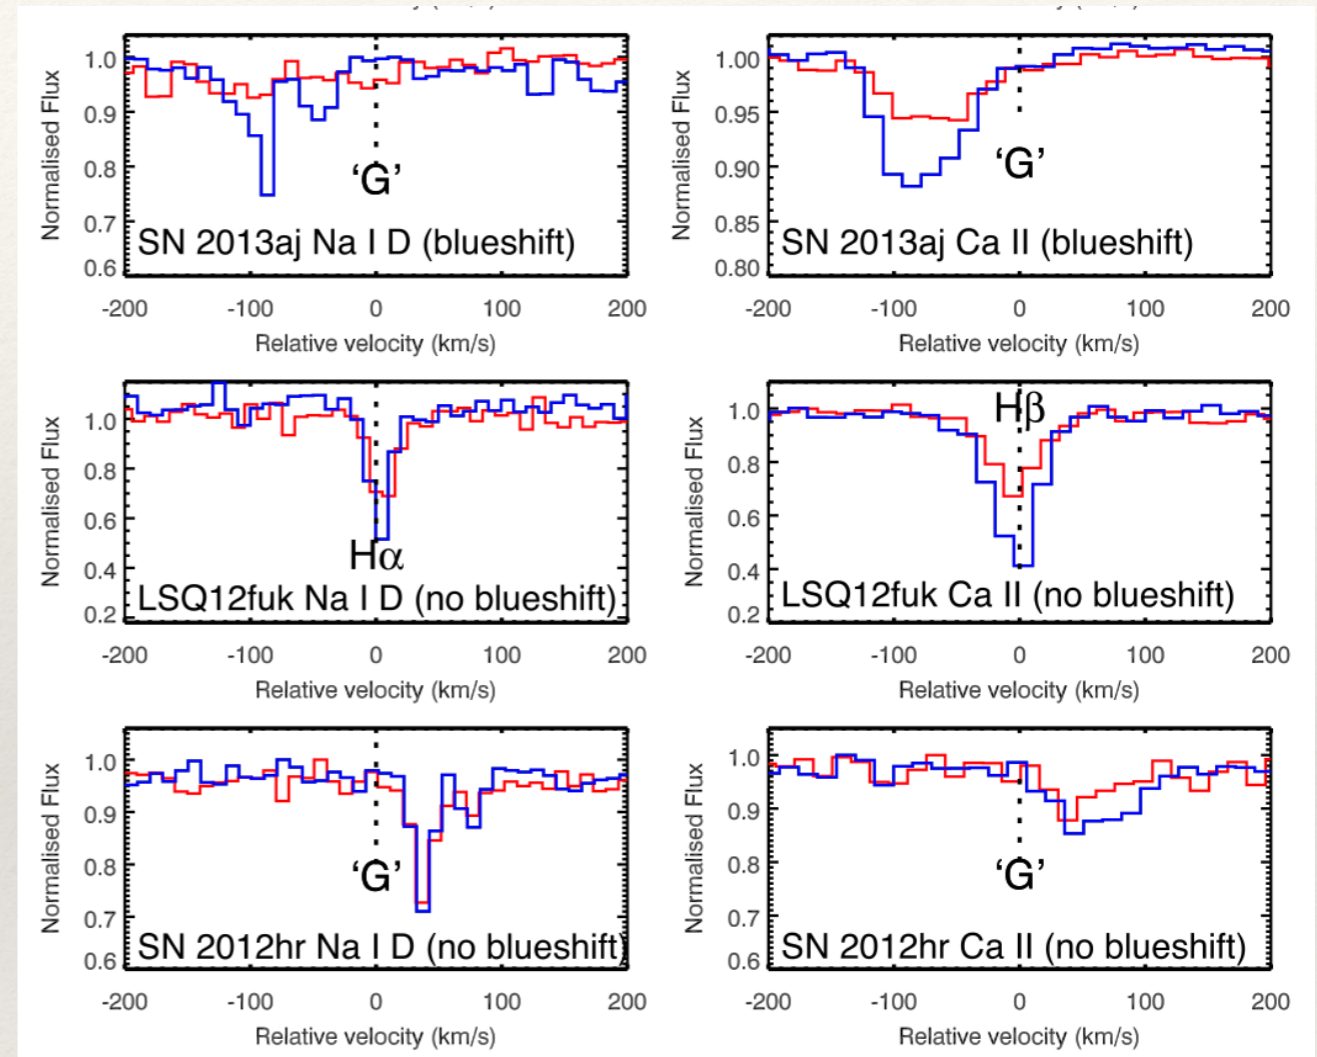 1.0
0.9
0.8
0.7
0.6
Normalised Flux
'G'
SN 2013aj Na I D (blueshift)
-200 -100 0 100 200
Relative velocity (km/s)
1.00
0.95
0.90
0.85
0.80
Normalised Flux
'G'
SN 2013aj Ca II (blueshift)
-200 -100 0 100 200
Relative velocity (km/s)
1.0
0.8
0.6
0.4
0.2
Normalised Flux
Hα
LSQ12fuk Na I D (no blueshift)
-200 -100 0 100 200
Relative velocity (km/s)
1.0
0.8
0.6
0.4
0.2
Normalised Flux
Hβ
LSQ12fuk Ca II (no blueshift)
-200 -100 0 100 200
Relative velocity (km/s)
1.0
0.9
0.8
0.7
0.6
Normalised Flux
'G'
SN 2012hr Na I D (no blueshift)
-200 -100 0 100 200
Relative velocity (km/s)
1.0
0.9
0.8
0.7
0.6
Normalised Flux
'G'
SN 2012hr Ca II (no blueshift)
-200 -100 0 100 200
Relative velocity (km/s)